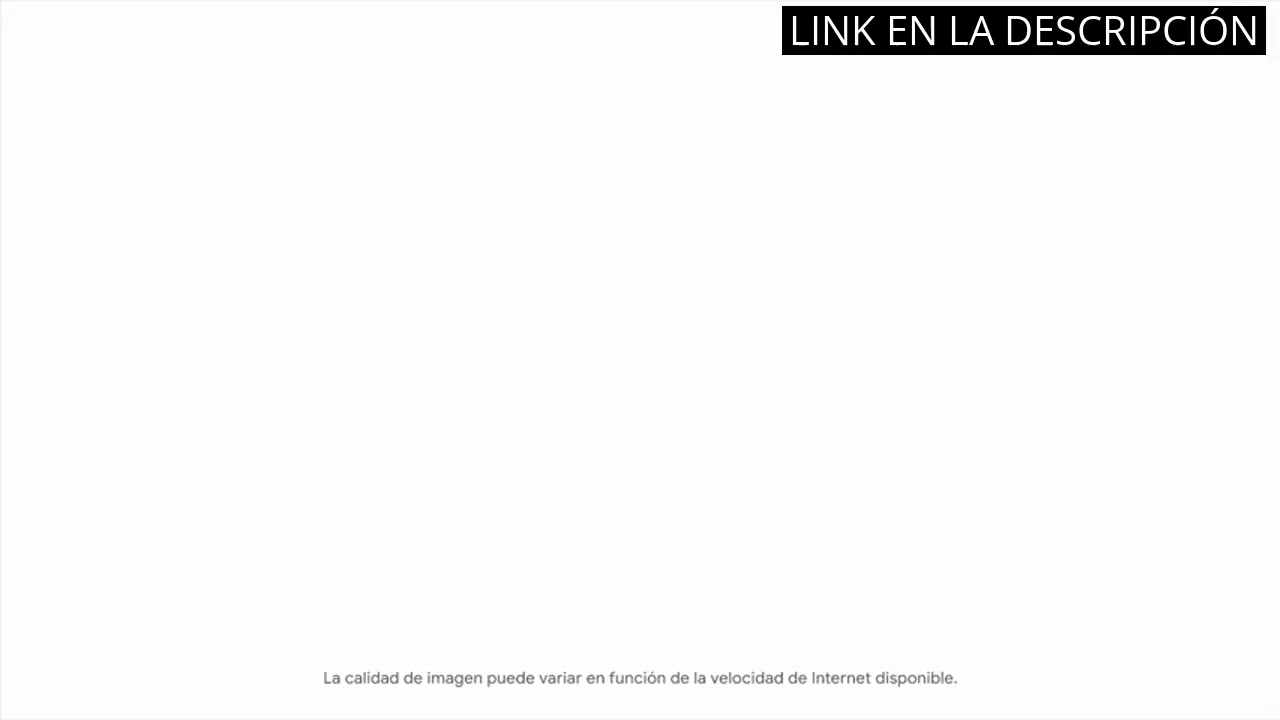 LINK EN LA DESCRIPCIÓN
La calidad de imagen puede variar en función de la velocidad de Internet disponible.